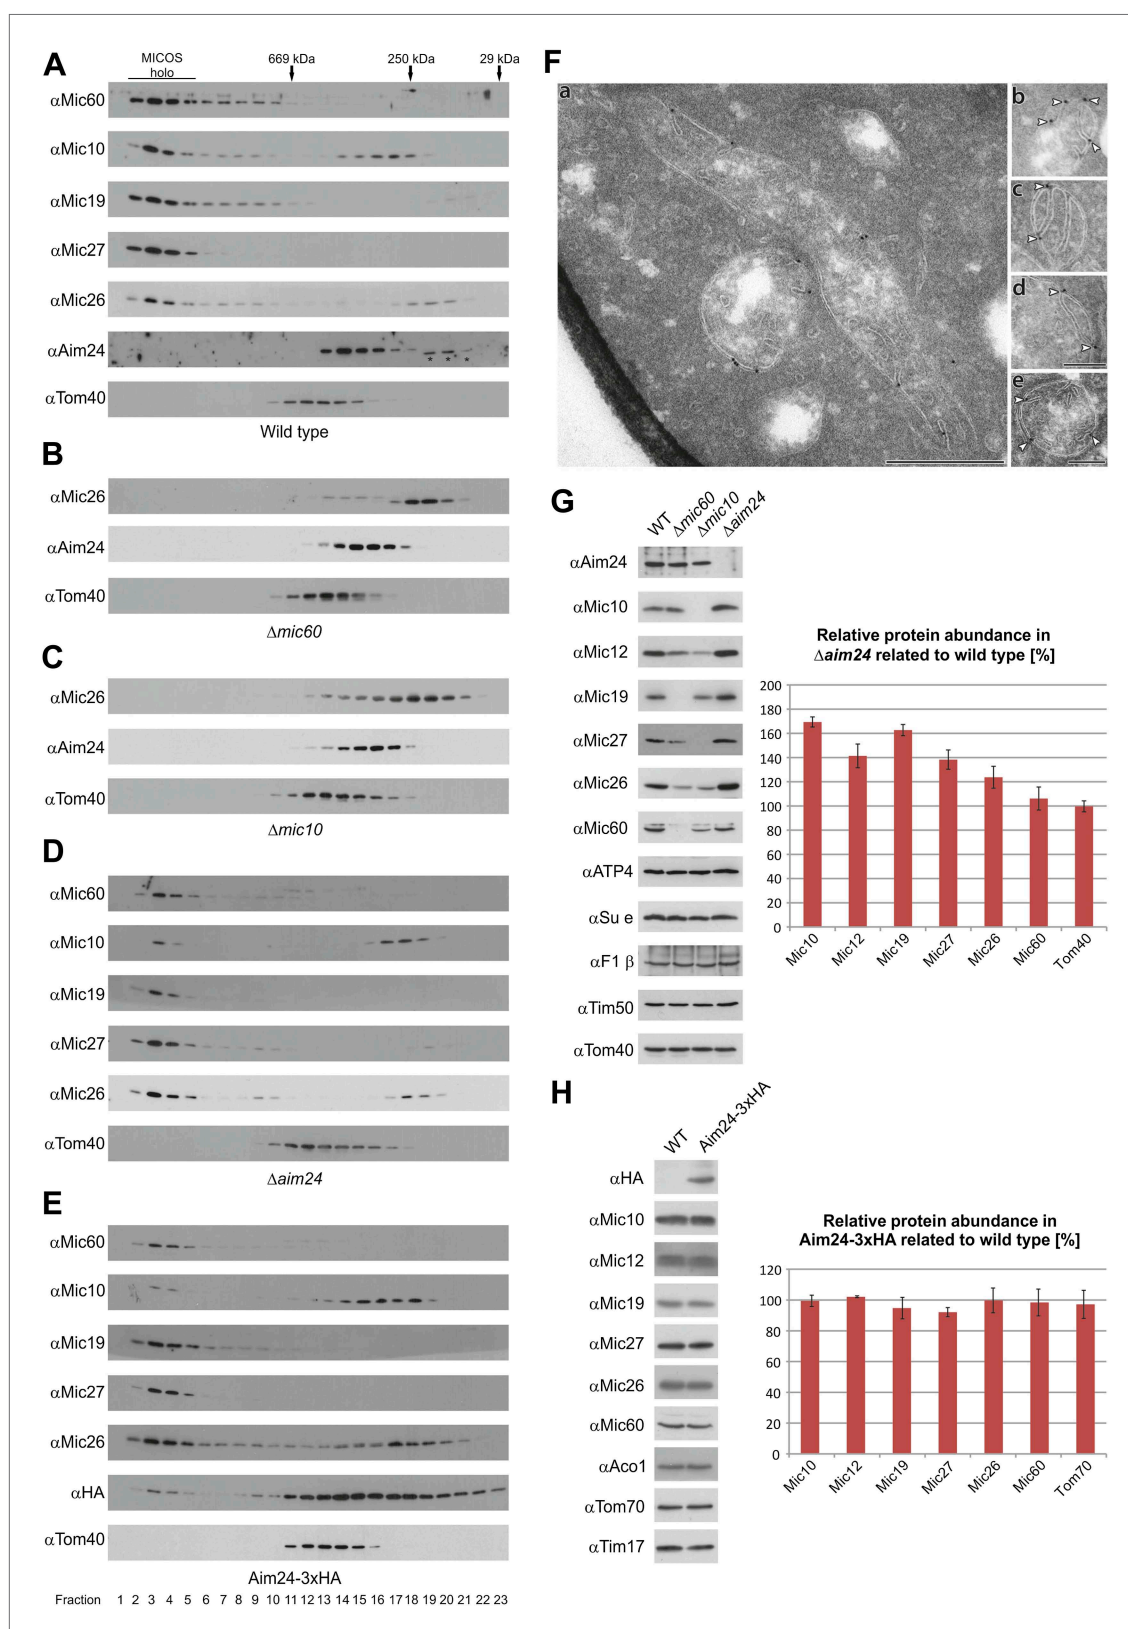 A
MICOS
holo
669 kDa
250 kDa
29 kDa
αMic60
αMic10
αMic19
αMic27
αMic26
αAim24
* * *
αTom40
Wild type
B
αMic26
αAim24
αTom40
Δmic60
C
αMic26
αAim24
αTom40
Δmic10
D
αMic60
αMic10
αMic19
αMic27
αMic26
αTom40
Δaim24
E
αMic60
αMic10
αMic19
αMic27
αMic26
αHA
αTom40
Aim24-3xHA
Fraction 1 2 3 4 5 6 7 8 9 10 11 12 13 14 15 16 17 18 19 20 21 22 23
F
a
b
c
d
e
G
WT
Δmic60
Δmic10
Δaim24
αAim24
αMic10
αMic12
αMic19
αMic27
αMic26
αMic60
αATP4
αSu e
αF1 β
αTim50
αTom40
Relative protein abundance in
Δaim24 related to wild type [%]
200
180
160
140
120
100
80
60
40
20
0
Mic10
Mic12
Mic19
Mic27
Mic26
Mic60
Tom40
H
WT
Aim24-3xHA
αHA
αMic10
αMic12
αMic19
αMic27
αMic26
αMic60
αAco1
αTom70
αTim17
Relative protein abundance in
Aim24-3xHA related to wild type [%]
120
100
80
60
40
20
0
Mic10
Mic12
Mic19
Mic27
Mic26
Mic60
Tom70